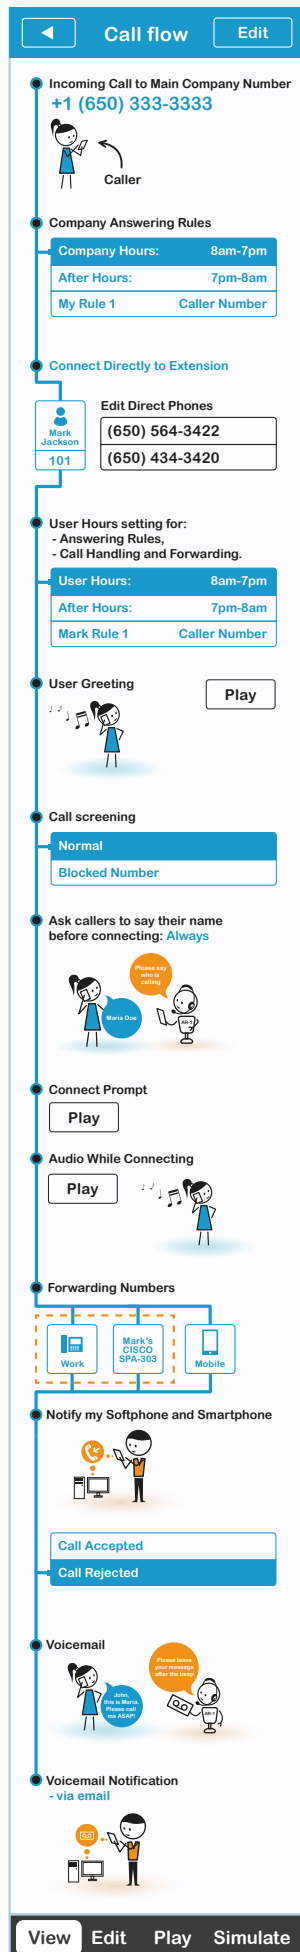 Call flow
Edit
Incoming Call to Main Company Number
+1 (650) 333-3333
Caller
Company Answering Rules
Company Hours: 8am-7pm
After Hours: 7pm-8am
My Rule 1 Caller Number
Connect Directly to Extension
Mark
Jackson
101
Edit Direct Phones
(650) 564-3422
(650) 434-3420
User Hours setting for:
- Answering Rules,
- Call Handling and Forwarding.
User Hours: 8am-7pm
After Hours: 7pm-8am
Mark Rule 1 Caller Number
User Greeting
Play
Call screening
Normal
Blocked Number
Ask callers to say their name
before connecting: Always
Please say
who is
calling
Maria Doe
AR-1
Connect Prompt
Play
Audio While Connecting
Play
Forwarding Numbers
Work
Mark's
CISCO
SPA-303
Mobile
Notify my Softphone and Smartphone
Call Accepted
Call Rejected
Voicemail
Please leave
your message
after the beep
John,
this is Maria.
Please call
me ASAP!
AR-1
Voicemail Notification
- via email
View Edit Play Simulate